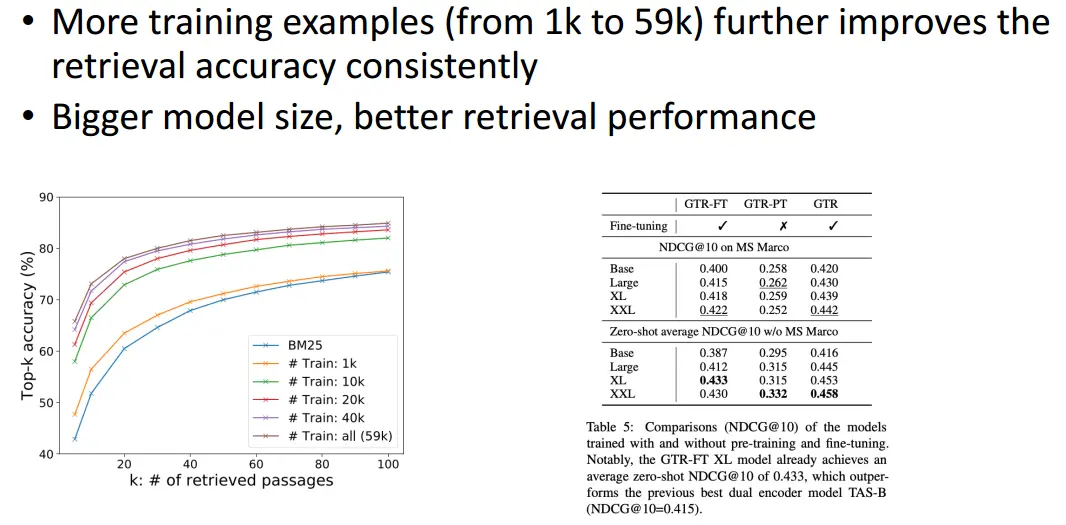 • More training examples (from 1k to 59k) further improves the
retrieval accuracy consistently
• Bigger model size, better retrieval performance
90
80
70
60
50
40
Top-k accuracy (%)
20 40 60 80 100
k: # of retrieved passages
BM25
# Train: 1k
# Train: 10k
# Train: 20k
# Train: 40k
# Train: all (59k)
GTR-FT GTR-PT GTR
Fine-tuning ✓ ✗ ✓
NDCG@10 on MS Marco
Base 0.400 0.258 0.420
Large 0.415 0.262 0.430
XL 0.418 0.259 0.439
XXL 0.422 0.252 0.442
Zero-shot average NDCG@10 w/o MS Marco
Base 0.387 0.295 0.416
Large 0.412 0.315 0.445
XL 0.433 0.315 0.453
XXL 0.430 0.332 0.458
Table 5: Comparisons (NDCG@10) of the models
trained with and without pre-training and fine-tuning.
Notably, the GTR-FT XL model already achieves an
average zero-shot NDCG@10 of 0.433, which outper-
forms the previous best dual encoder model TAS-B
(NDCG@10=0.415).